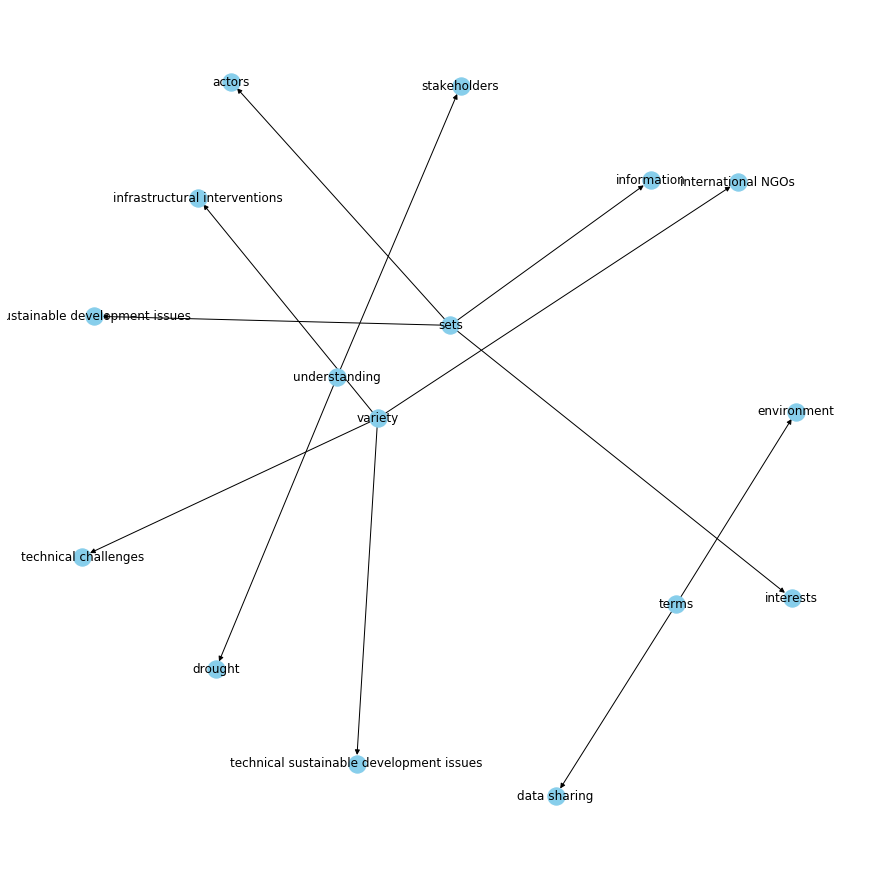 actors
stakeholders
information
international NGOs
infrastructural interventions
ustainable development issues
sets
understanding
variety
environment
technical challenges
terms
interests
drought
technical sustainable development issues
data sharing